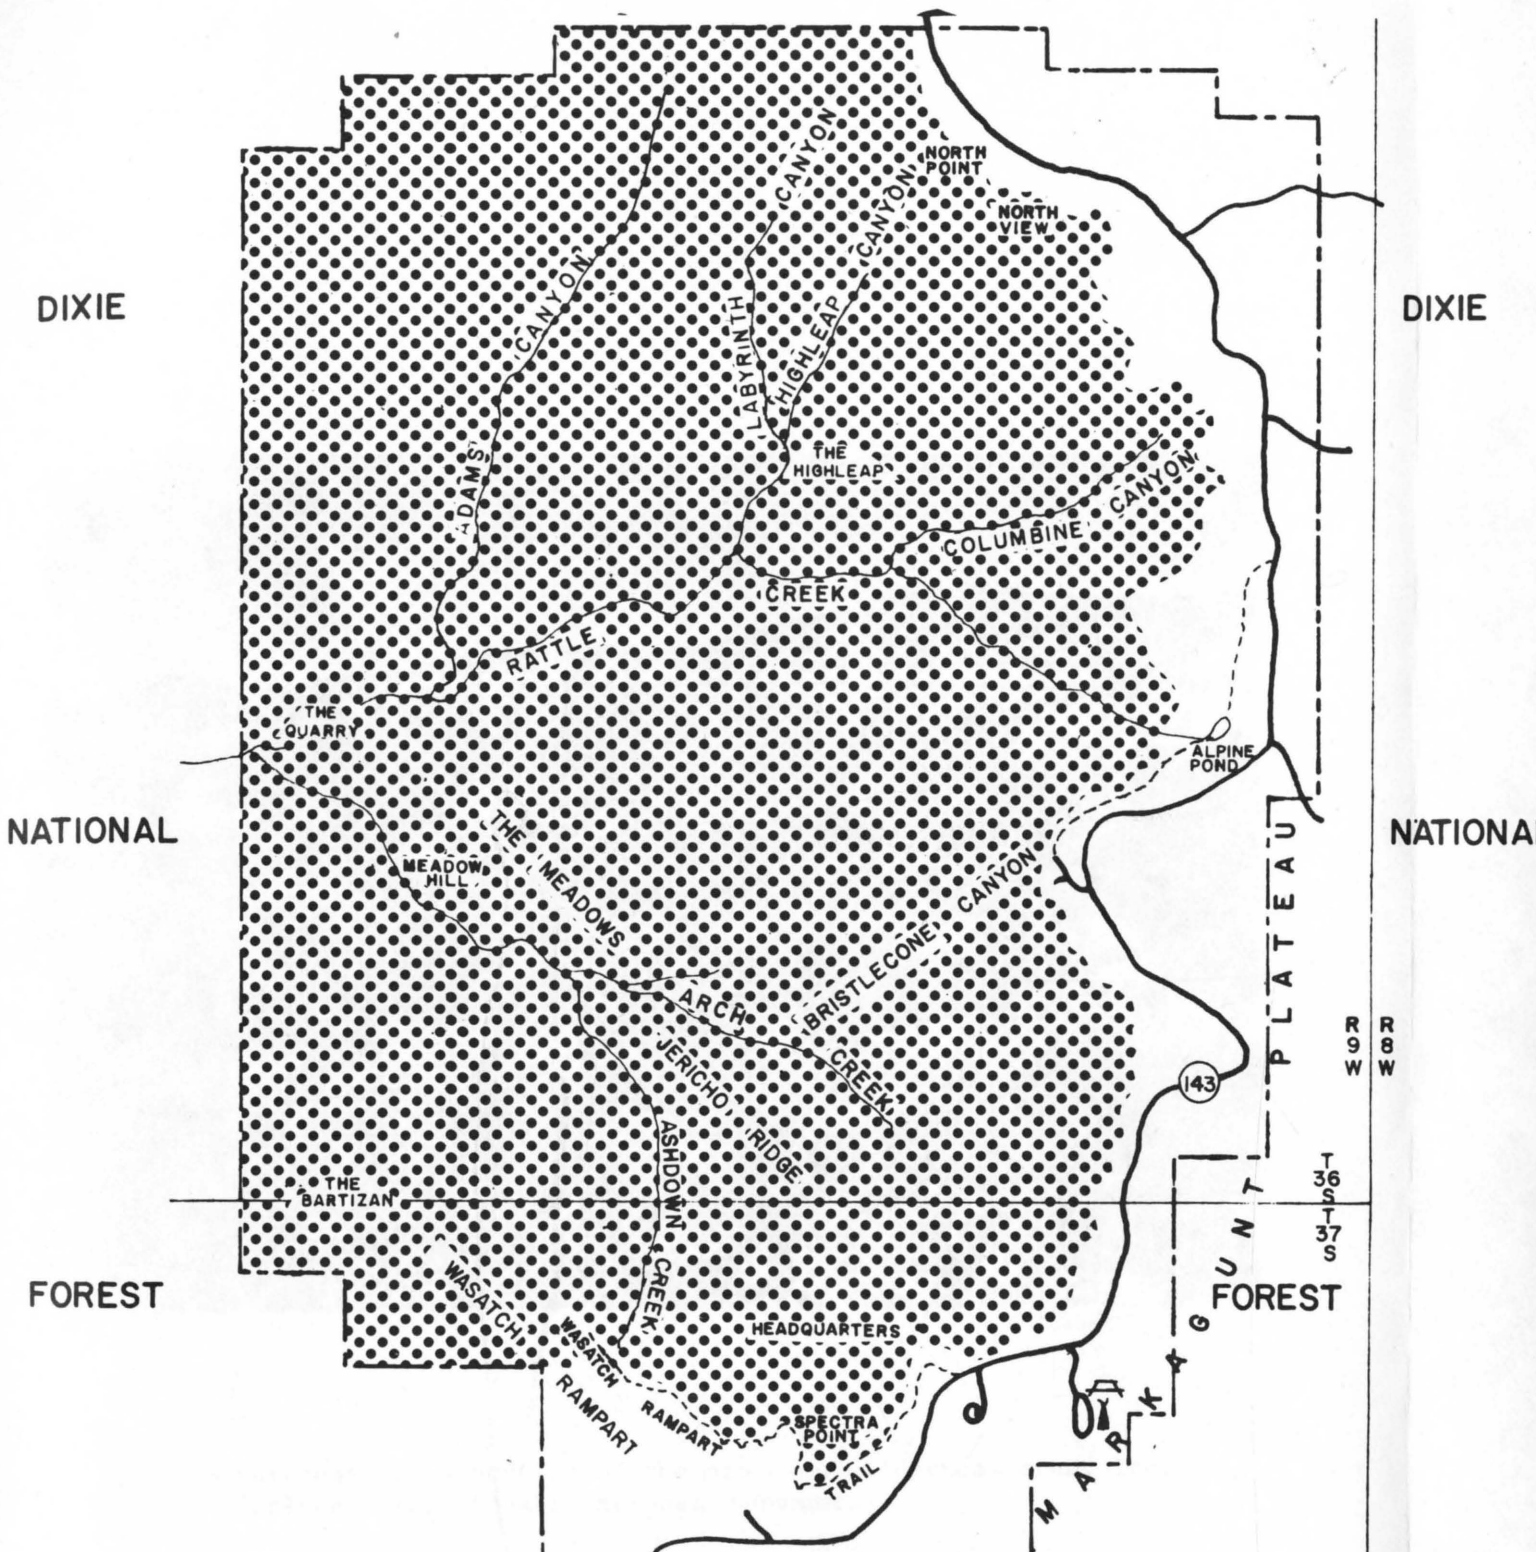 CANYON
NORTH
POINT
CANYON
NORTH
VIEW
CANYON
DIXIE
DIXIE
LABYRINTH
HIGHLEAP
ADAMS
THE
HIGHLEAP
CANYON
COLUMBINE
CREEK
RATTLE
THE
QUARRY
ALPINE
POND
NATIONAL
NATIONA
THE MEADOWS
MEADOW
HILL
BRISTLECONE CANYON
PLATEAU
ARCH
CREEK
JERICHO RIDGE
R
9
W
R
8
W
143
ASHDOWN
CREEK
T
36
S
T
37
S
THE
BARTIZAN
WASATCH
RAMPART
FOREST
FOREST
HEADQUARTERS
WASATCH
RAMPART
SPECTRA
POINT
TRAIL
MARKAGUNT